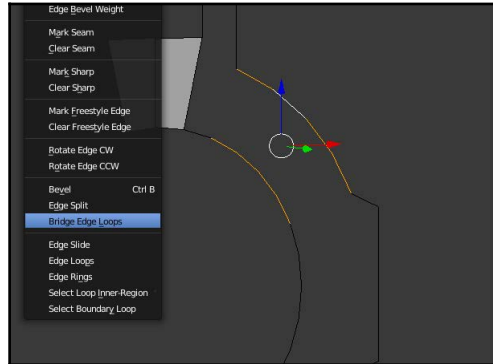 Edge Bevel Weight
Mark Seam
Clear Seam
Mark Sharp
Clear Sharp
Mark Freestyle Edge
Clear Freestyle Edge
Rotate Edge CW
Rotate Edge CCW
Bevel Ctrl B
Edge Split
Bridge Edge Loops
Edge Slide
Edge Loops
Edge Rings
Select Loop Inner-Region
Select Boundary Loop